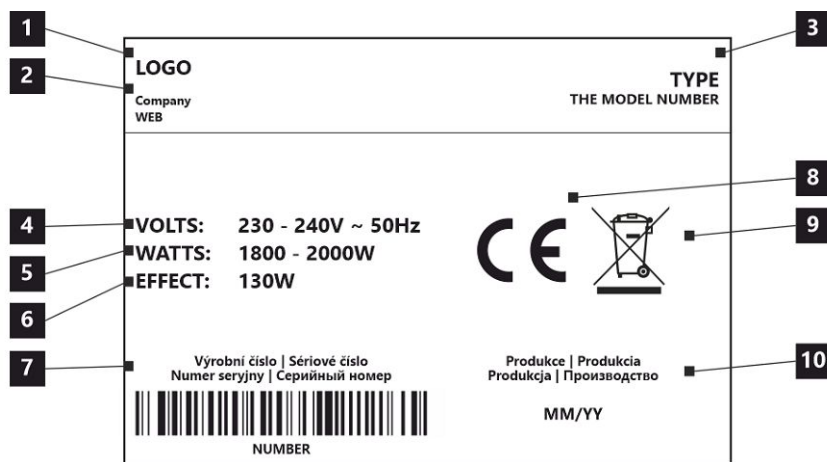 1
LOGO
3
2
Company
WEB
TYPE
THE MODEL NUMBER
8
4
VOLTS: 230 - 240V ~ 50Hz
9
5
WATTS: 1800 - 2000W
CE
6
EFFECT: 130W
7
Výrobní číslo | Sériové číslo
Numer seryjny | Серийный номер
NUMBER
Produkce | Produkcia
Produkcja | Производство
10
MM/YY